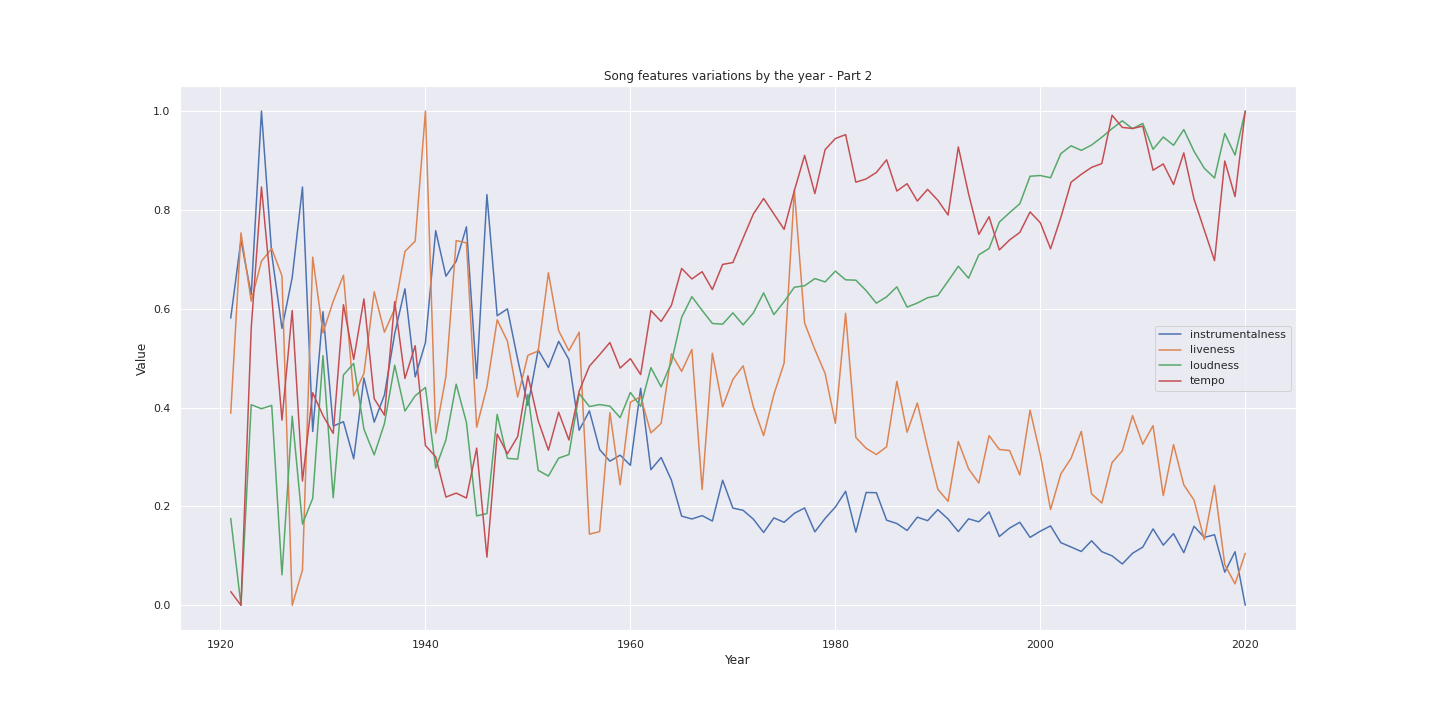 Song features variations by the year - Part 2
1.0
0.8
0.6
0.4
0.2
0.0
Value
instrumentalness
liveness
loudness
tempo
1920 1940 1960 1980 2000 2020
Year